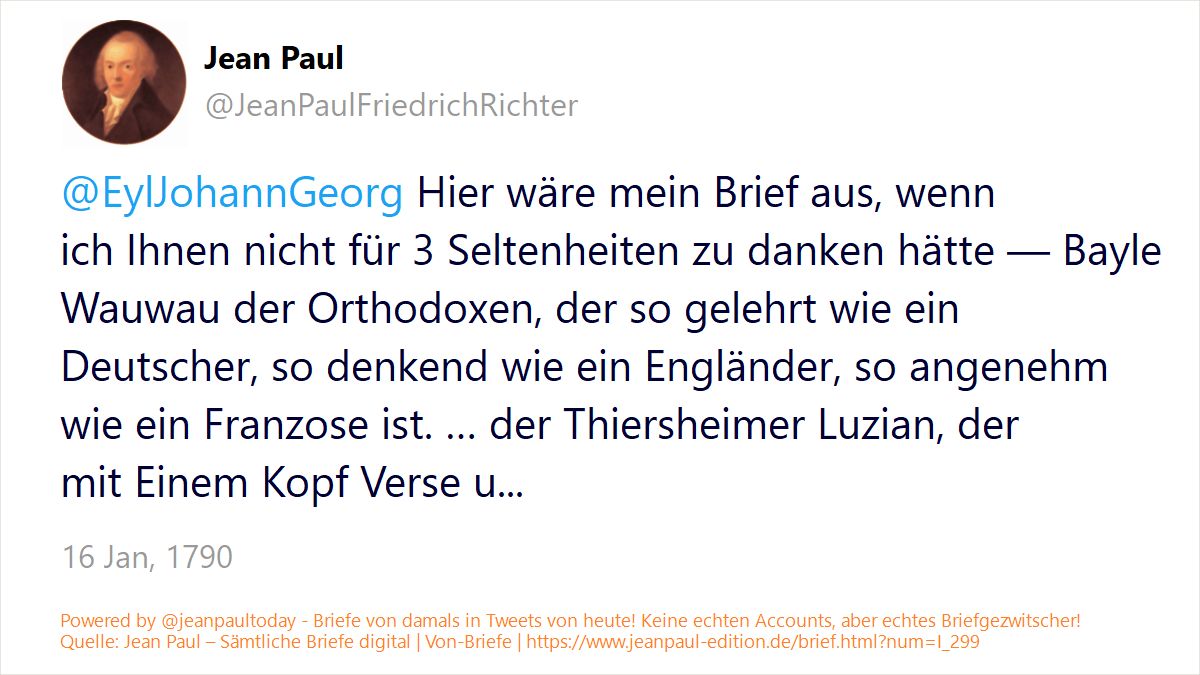 Jean Paul
@JeanPaulFriedrichRichter
@EylJohannGeorg Hier wäre mein Brief aus, wenn
ich Ihnen nicht für 3 Seltenheiten zu danken hätte — Bayle
Wauwau der Orthodoxen, der so gelehrt wie ein
Deutscher, so denkend wie ein Engländer, so angenehm
wie ein Franzose ist. … der Thiersheimer Luzian, der
mit Einem Kopf Verse u...
16 Jan, 1790
Powered by @jeanpaultoday - Briefe von damals in Tweets von heute! Keine echten Accounts, aber echtes Briefgezwitscher!
Quelle: Jean Paul – Sämtliche Briefe digital | Von-Briefe | https://www.jeanpaul-edition.de/brief.html?num=I_299